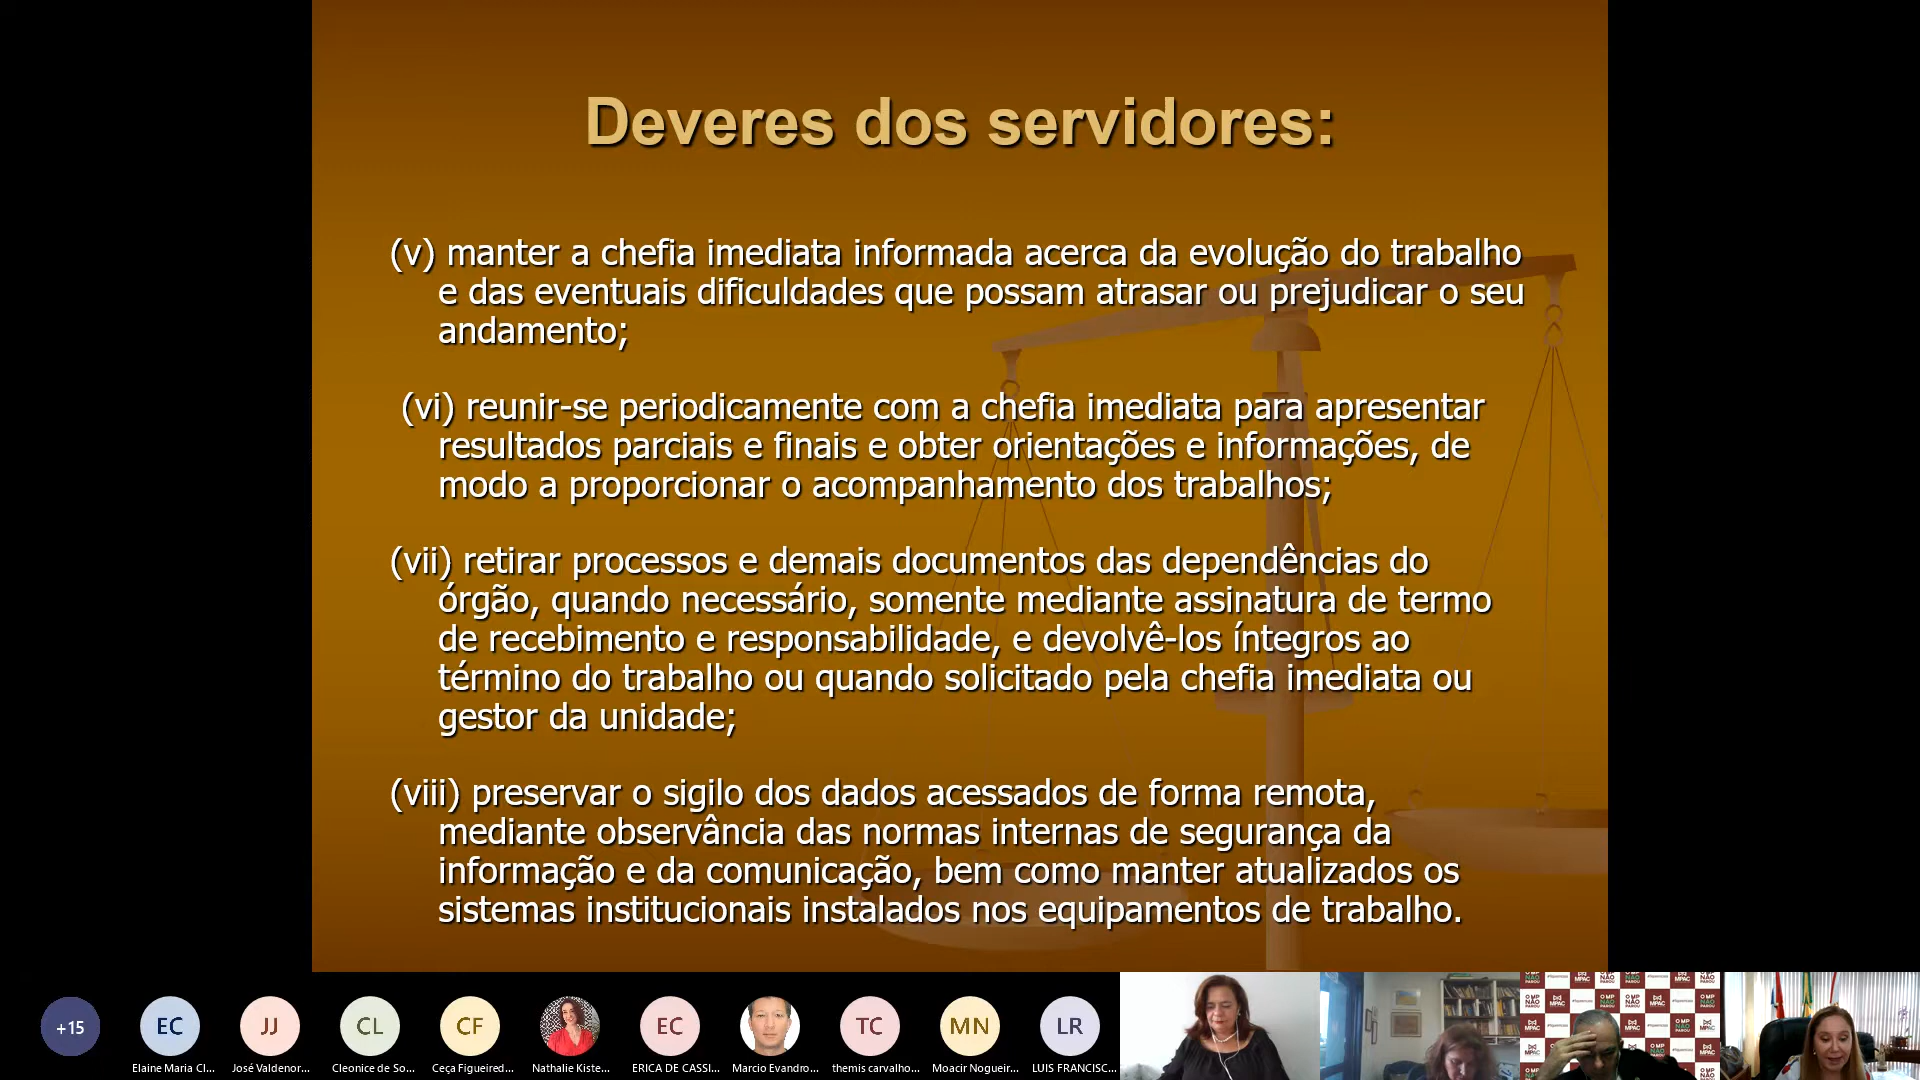 Deveres dos servidores:
(v) manter a chefia imediata informada acerca da evolução do trabalho
e das eventuais dificuldades que possam atrasar ou prejudicar o seu
andamento;
(vi) reunir-se periodicamente com a chefia imediata para apresentar
resultados parciais e finais e obter orientações e informações, de
modo a proporcionar o acompanhamento dos trabalhos;
(vii) retirar processos e demais documentos das dependências do
órgão, quando necessário, somente mediante assinatura de termo
de recebimento e responsabilidade, e devolvê-los íntegros ao
término do trabalho ou quando solicitado pela chefia imediata ou
gestor da unidade;
(viii) preservar o sigilo dos dados acessados de forma remota,
mediante observância das normas internas de segurança da
informação e da comunicação, bem como manter atualizados os
sistemas institucionais instalados nos equipamentos de trabalho.
+15 EC JJ CL CF EC TC MN LR
Elaine Maria Cl... José Valdenor... Cleonice de So... Ceça Figueired... Nathalie Kiste... ERICA DE CASSI... Marcio Evandro... themis carvalho... Moacir Nogueir... LUIS FRANCISC...
O MP NÃO PAROU
MPAC